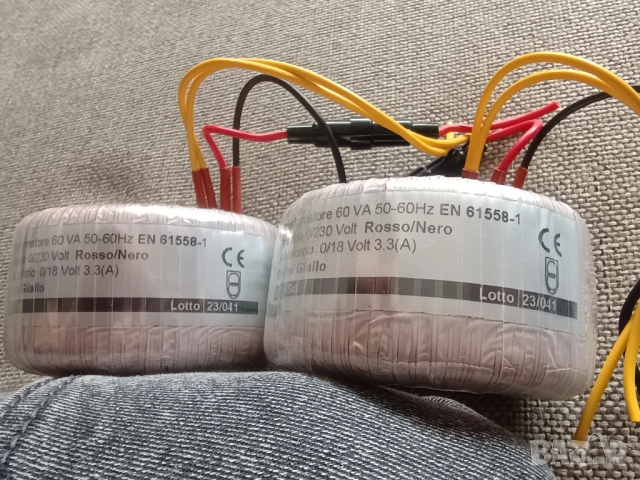 60 VA 50-60Hz EN 61558-1
0/230 Volt Rosso/Nero
0/18 Volt 3.3(A)
Giallo
Lotto 23/041
60 VA 50-60Hz EN 61558-1
0/230 Volt Rosso/Nero
0/18 Volt 3.3(A)
Giallo
Lotto 23/041
CE
CE